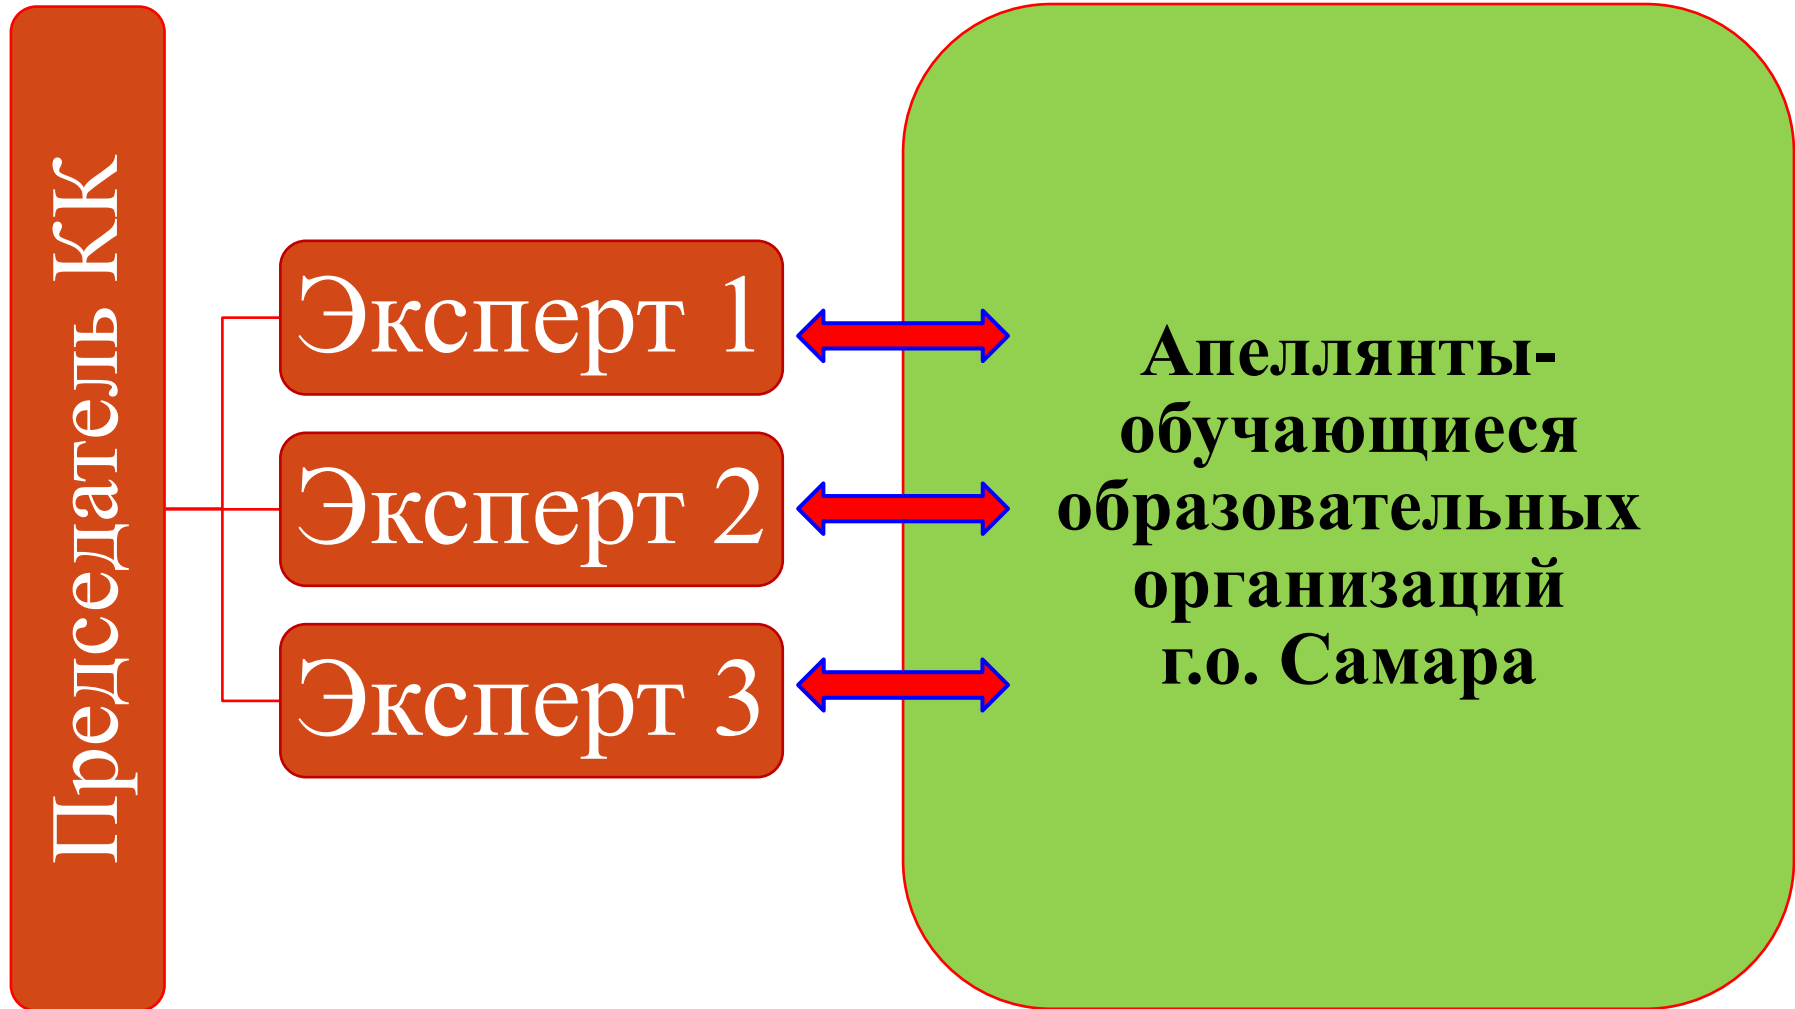 Председатель КК
Эксперт 1
Эксперт 2
Эксперт 3
Апеллянты-
обучающиеся
образовательных
организаций
г.о. Самара